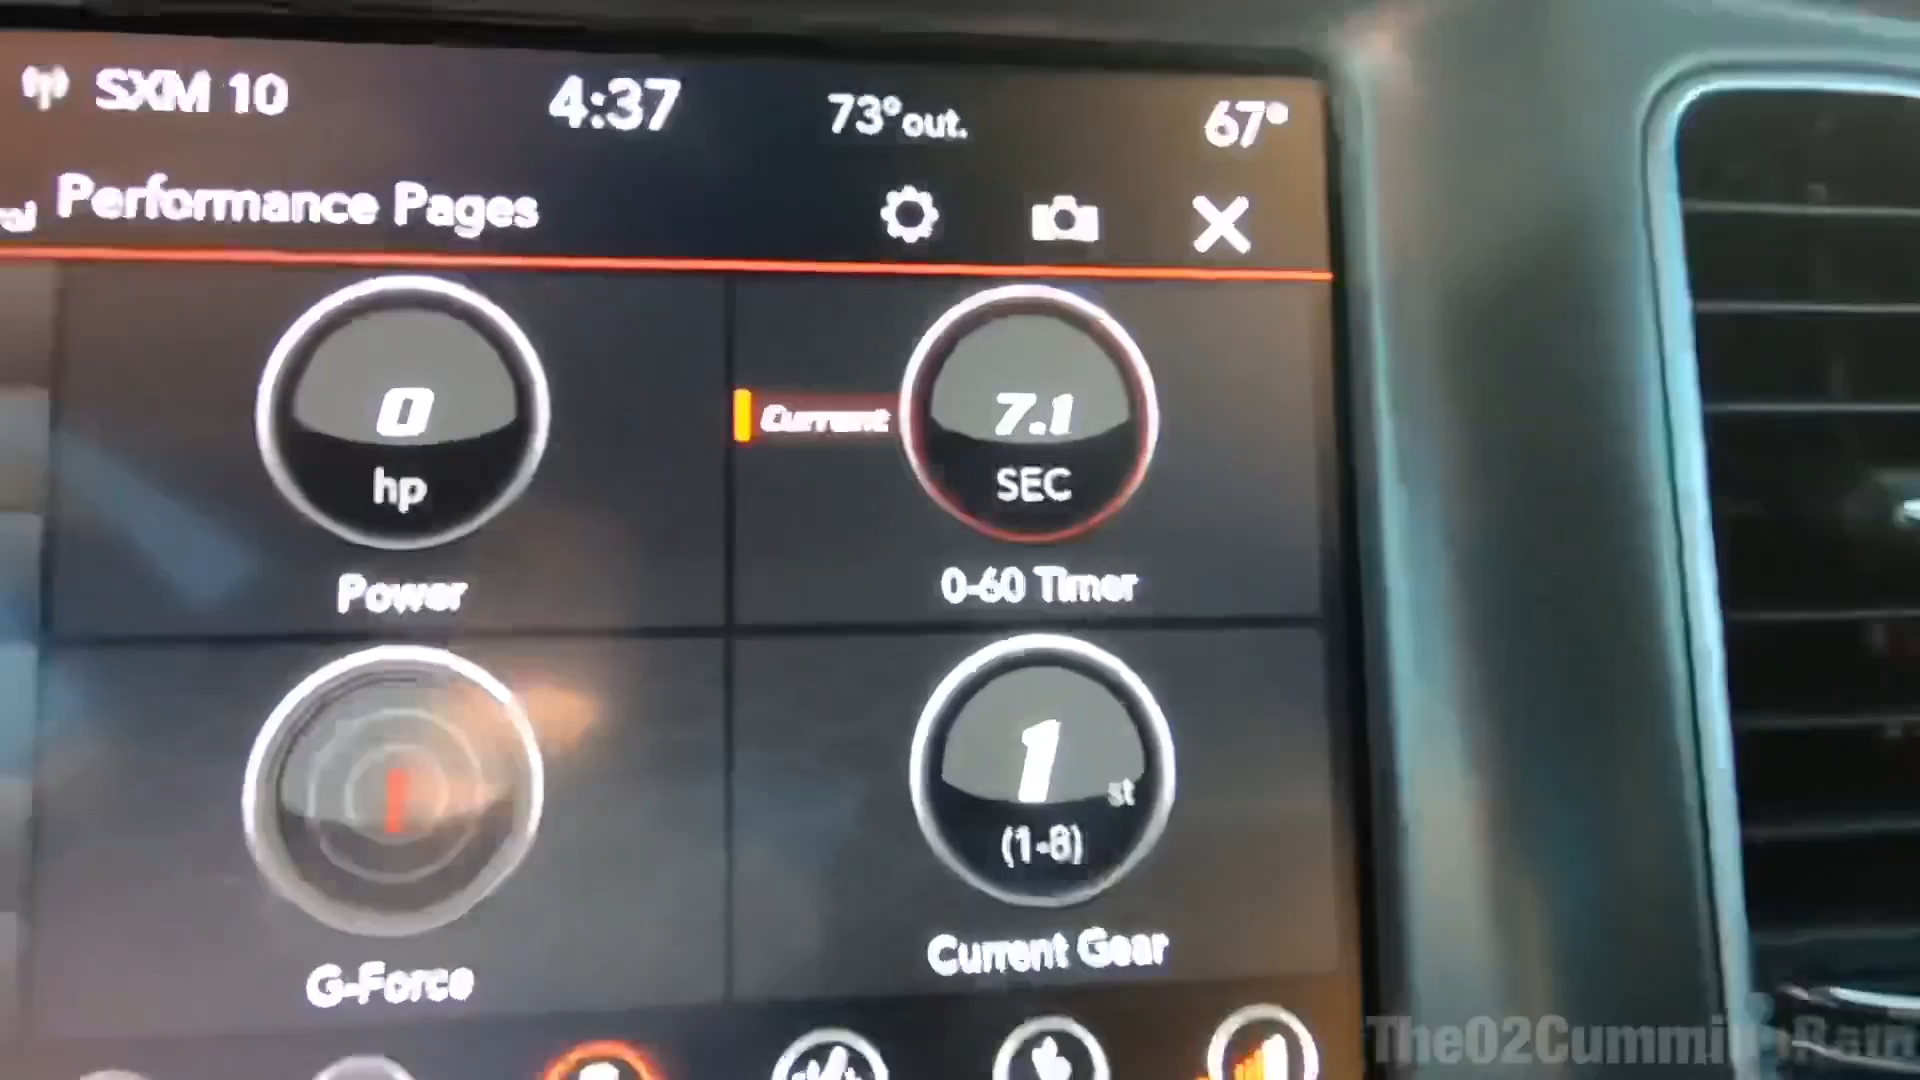 SXM 10 4:37 73°out. 67°
Performance Pages
0
hp
Power
Current
7.1
SEC
0-60 Timer
G-Force
1 st
(1-8)
Current Gear